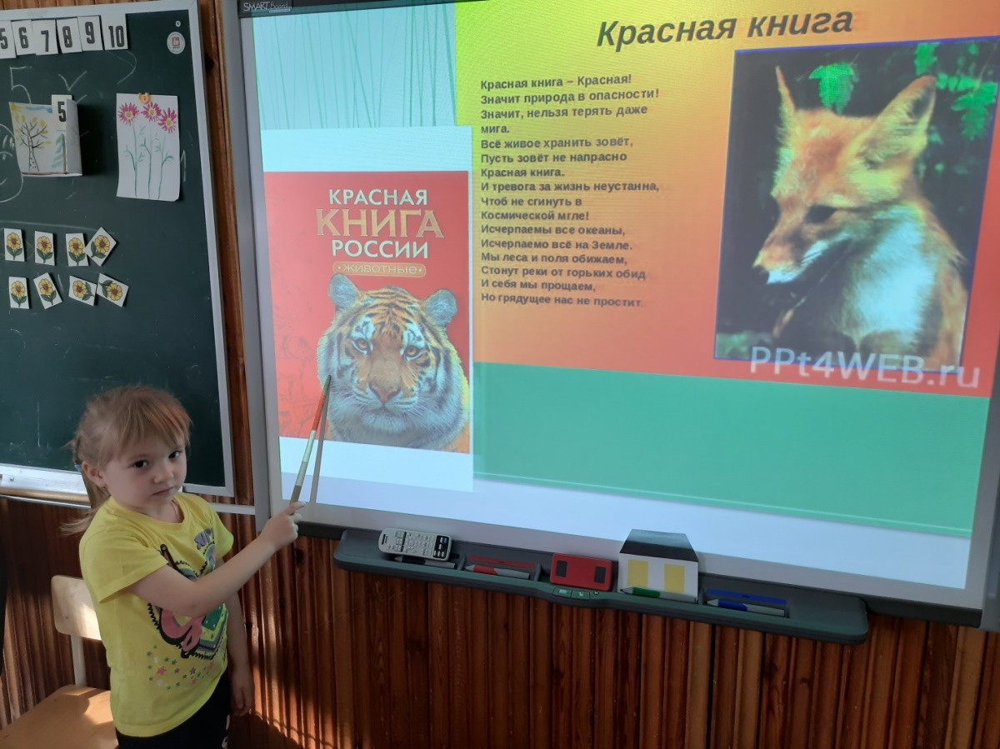 SMART Board
5 6 7 8 9 10
5
Красная книга
Красная книга – Красная!
Значит природа в опасности!
Значит, нельзя терять даже
мига.
Всё живое хранить зовёт,
Пусть зовёт не напрасно
Красная книга.
И тревога за жизнь неустанна,
Чтоб не сгинуть в
Космической мгле!
Исчерпаемы все океаны,
Исчерпаемо всё на Земле.
Мы леса и поля обижаем,
Стонут реки от горьких обид
И себя мы прощаем,
Но грядущее нас не простит.
КРАСНАЯ
КНИГА
РОССИИ
•животные•
PPt4WEB.ru